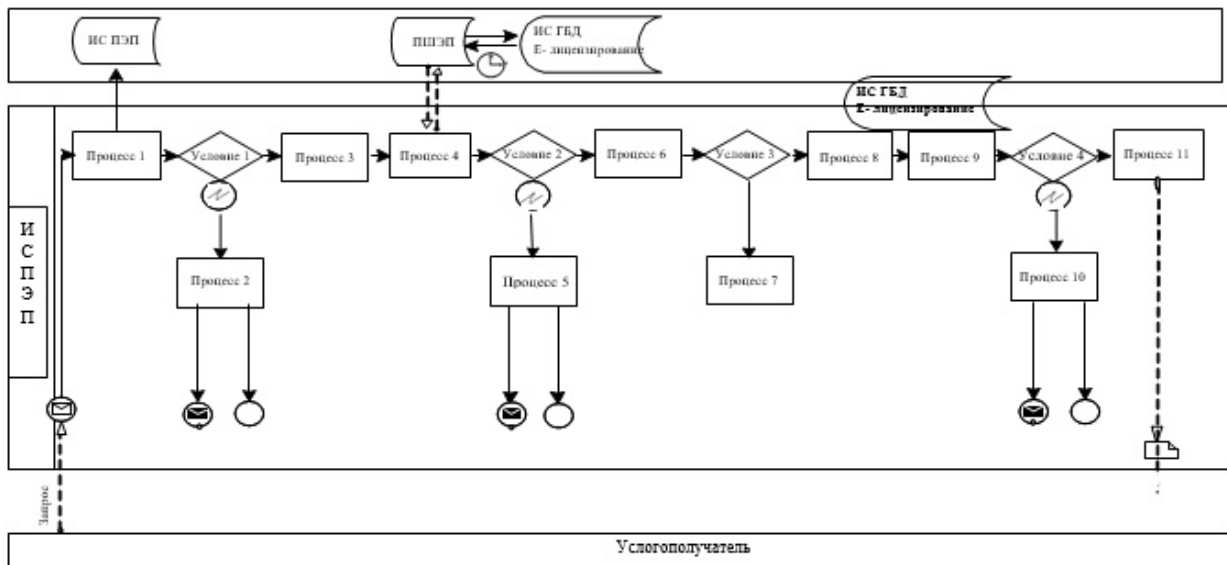 ИС ПЭП
ПШЭП
ИС ГБД
Е- лицензирование
ИС ГБД
Е- лицензирование
Процесс 1
Условие 1
Процесс 3
Процесс 4
Условие 2
Процесс 6
Условие 3
Процесс 8
Процесс 9
Условие 4
Процесс 11
Процесс 2
Процесс 5
Процесс 7
Процесс 10
И
С
П
Э
П
Запрос
Услогополучатель